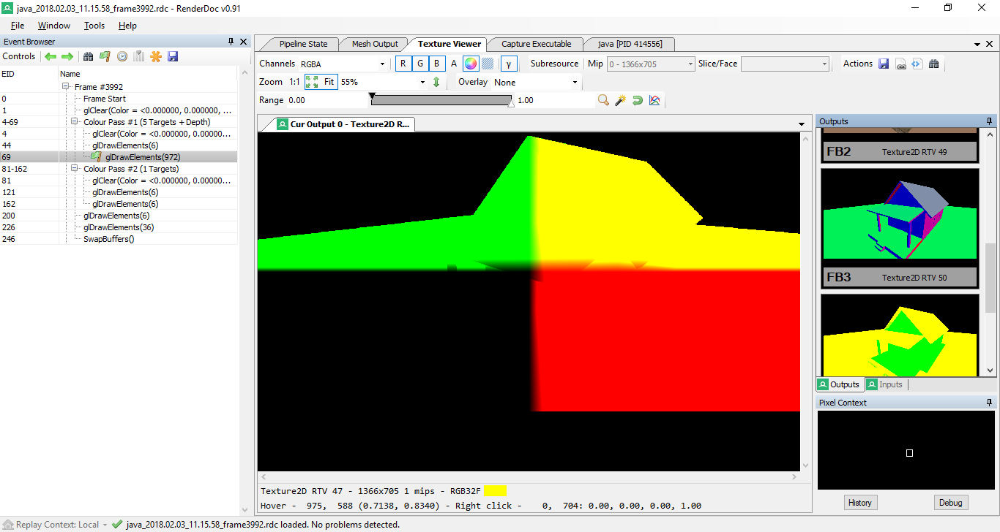 java_2018.02.03_11.15.58_frame3992.rdc - RenderDoc v0.91
File Window Tools Help
Event Browser
Controls
EID Name
Frame #3992
0 Frame Start
1 glClear(Color = <0.000000, 0.000000, ...
4-69 Colour Pass #1 (5 Targets + Depth)
4 glClear(Color = <0.000000, 0.00000...
44 glDrawElements(6)
69 glDrawElements(972)
81-162 Colour Pass #2 (1 Targets)
81 glClear(Color = <0.000000, 0.00000...
121 glDrawElements(6)
162 glDrawElements(6)
200 glDrawElements(6)
226 glDrawElements(36)
246 SwapBuffers()
Pipeline State Mesh Output Texture Viewer Capture Executable java [PID 414556]
Channels RGBA R G B A γ Subresource Mip 0 - 1366x705 Slice/Face Actions
Zoom 1:1 Fit 55% Overlay None
Range 0.00 1.00
Cur Output 0 - Texture2D R...
Texture2D RTV 47 - 1366x705 1 mips - RGB32F
Hover - 975, 588 (0.7138, 0.8340) - Right click - 0, 704: 0.00, 0.00, 0.00, 1.00
Outputs
FB2 Texture2D RTV 49
FB3 Texture2D RTV 50
Outputs Inputs
Pixel Context
History Debug
Replay Context: Local java_2018.02.03_11.15.58_frame3992.rdc loaded. No problems detected.